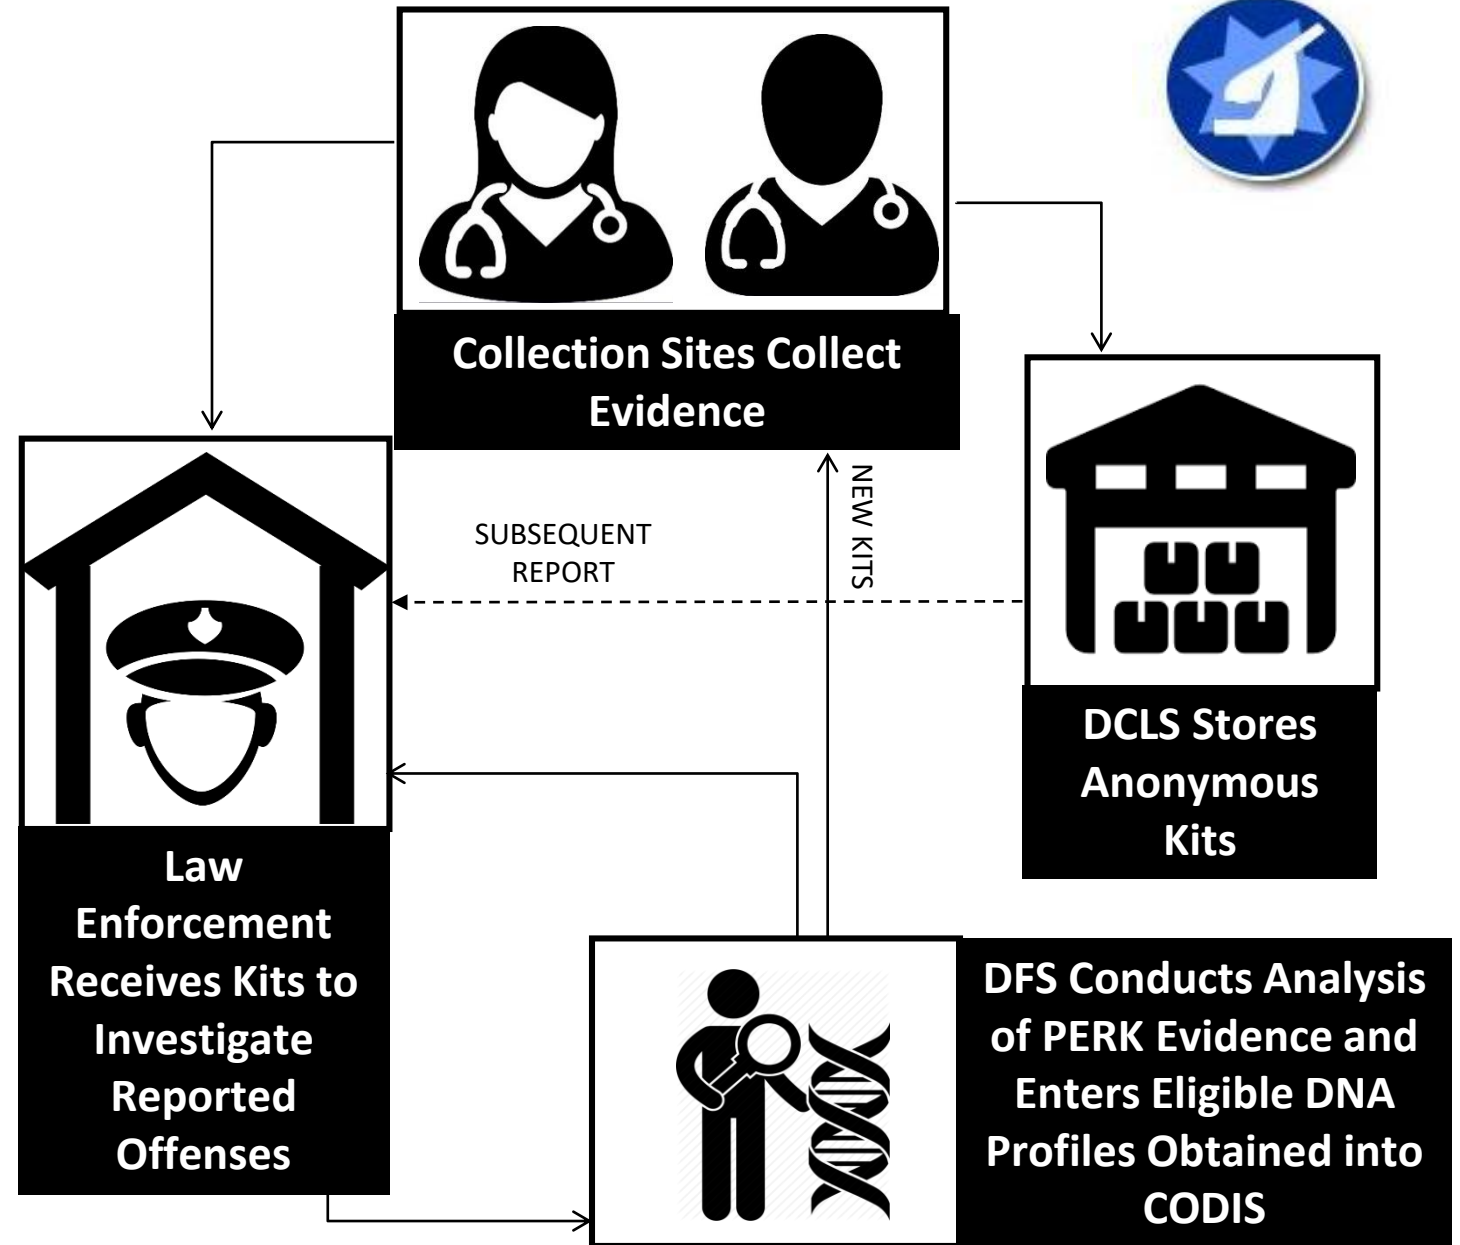 Collection Sites Collect
Evidence
NEW KITS
SUBSEQUENT
REPORT
DCLS Stores
Anonymous
Kits
Law
Enforcement
Receives Kits to
Investigate
Reported
Offenses
DFS Conducts Analysis
of PERK Evidence and
Enters Eligible DNA
Profiles Obtained into
CODIS